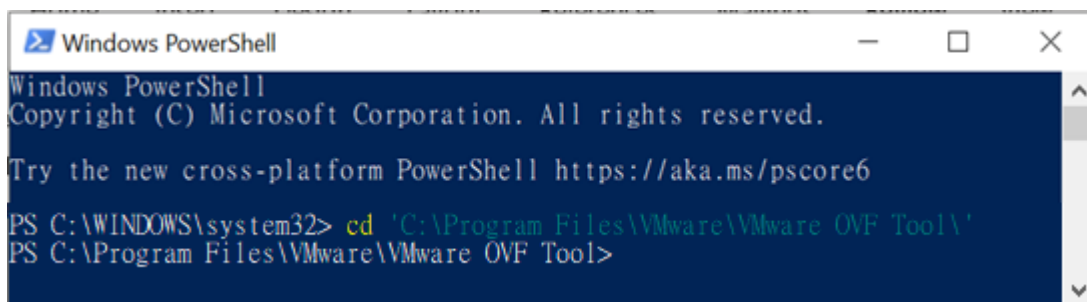 Windows PowerShell
Windows PowerShell
Copyright (C) Microsoft Corporation. All rights reserved.
Try the new cross-platform PowerShell https://aka.ms/pscore6
PS C:\WINDOWS\system32> cd 'C:\Program Files\VMware\VMware OVF Tool\'
PS C:\Program Files\VMware\VMware OVF Tool>